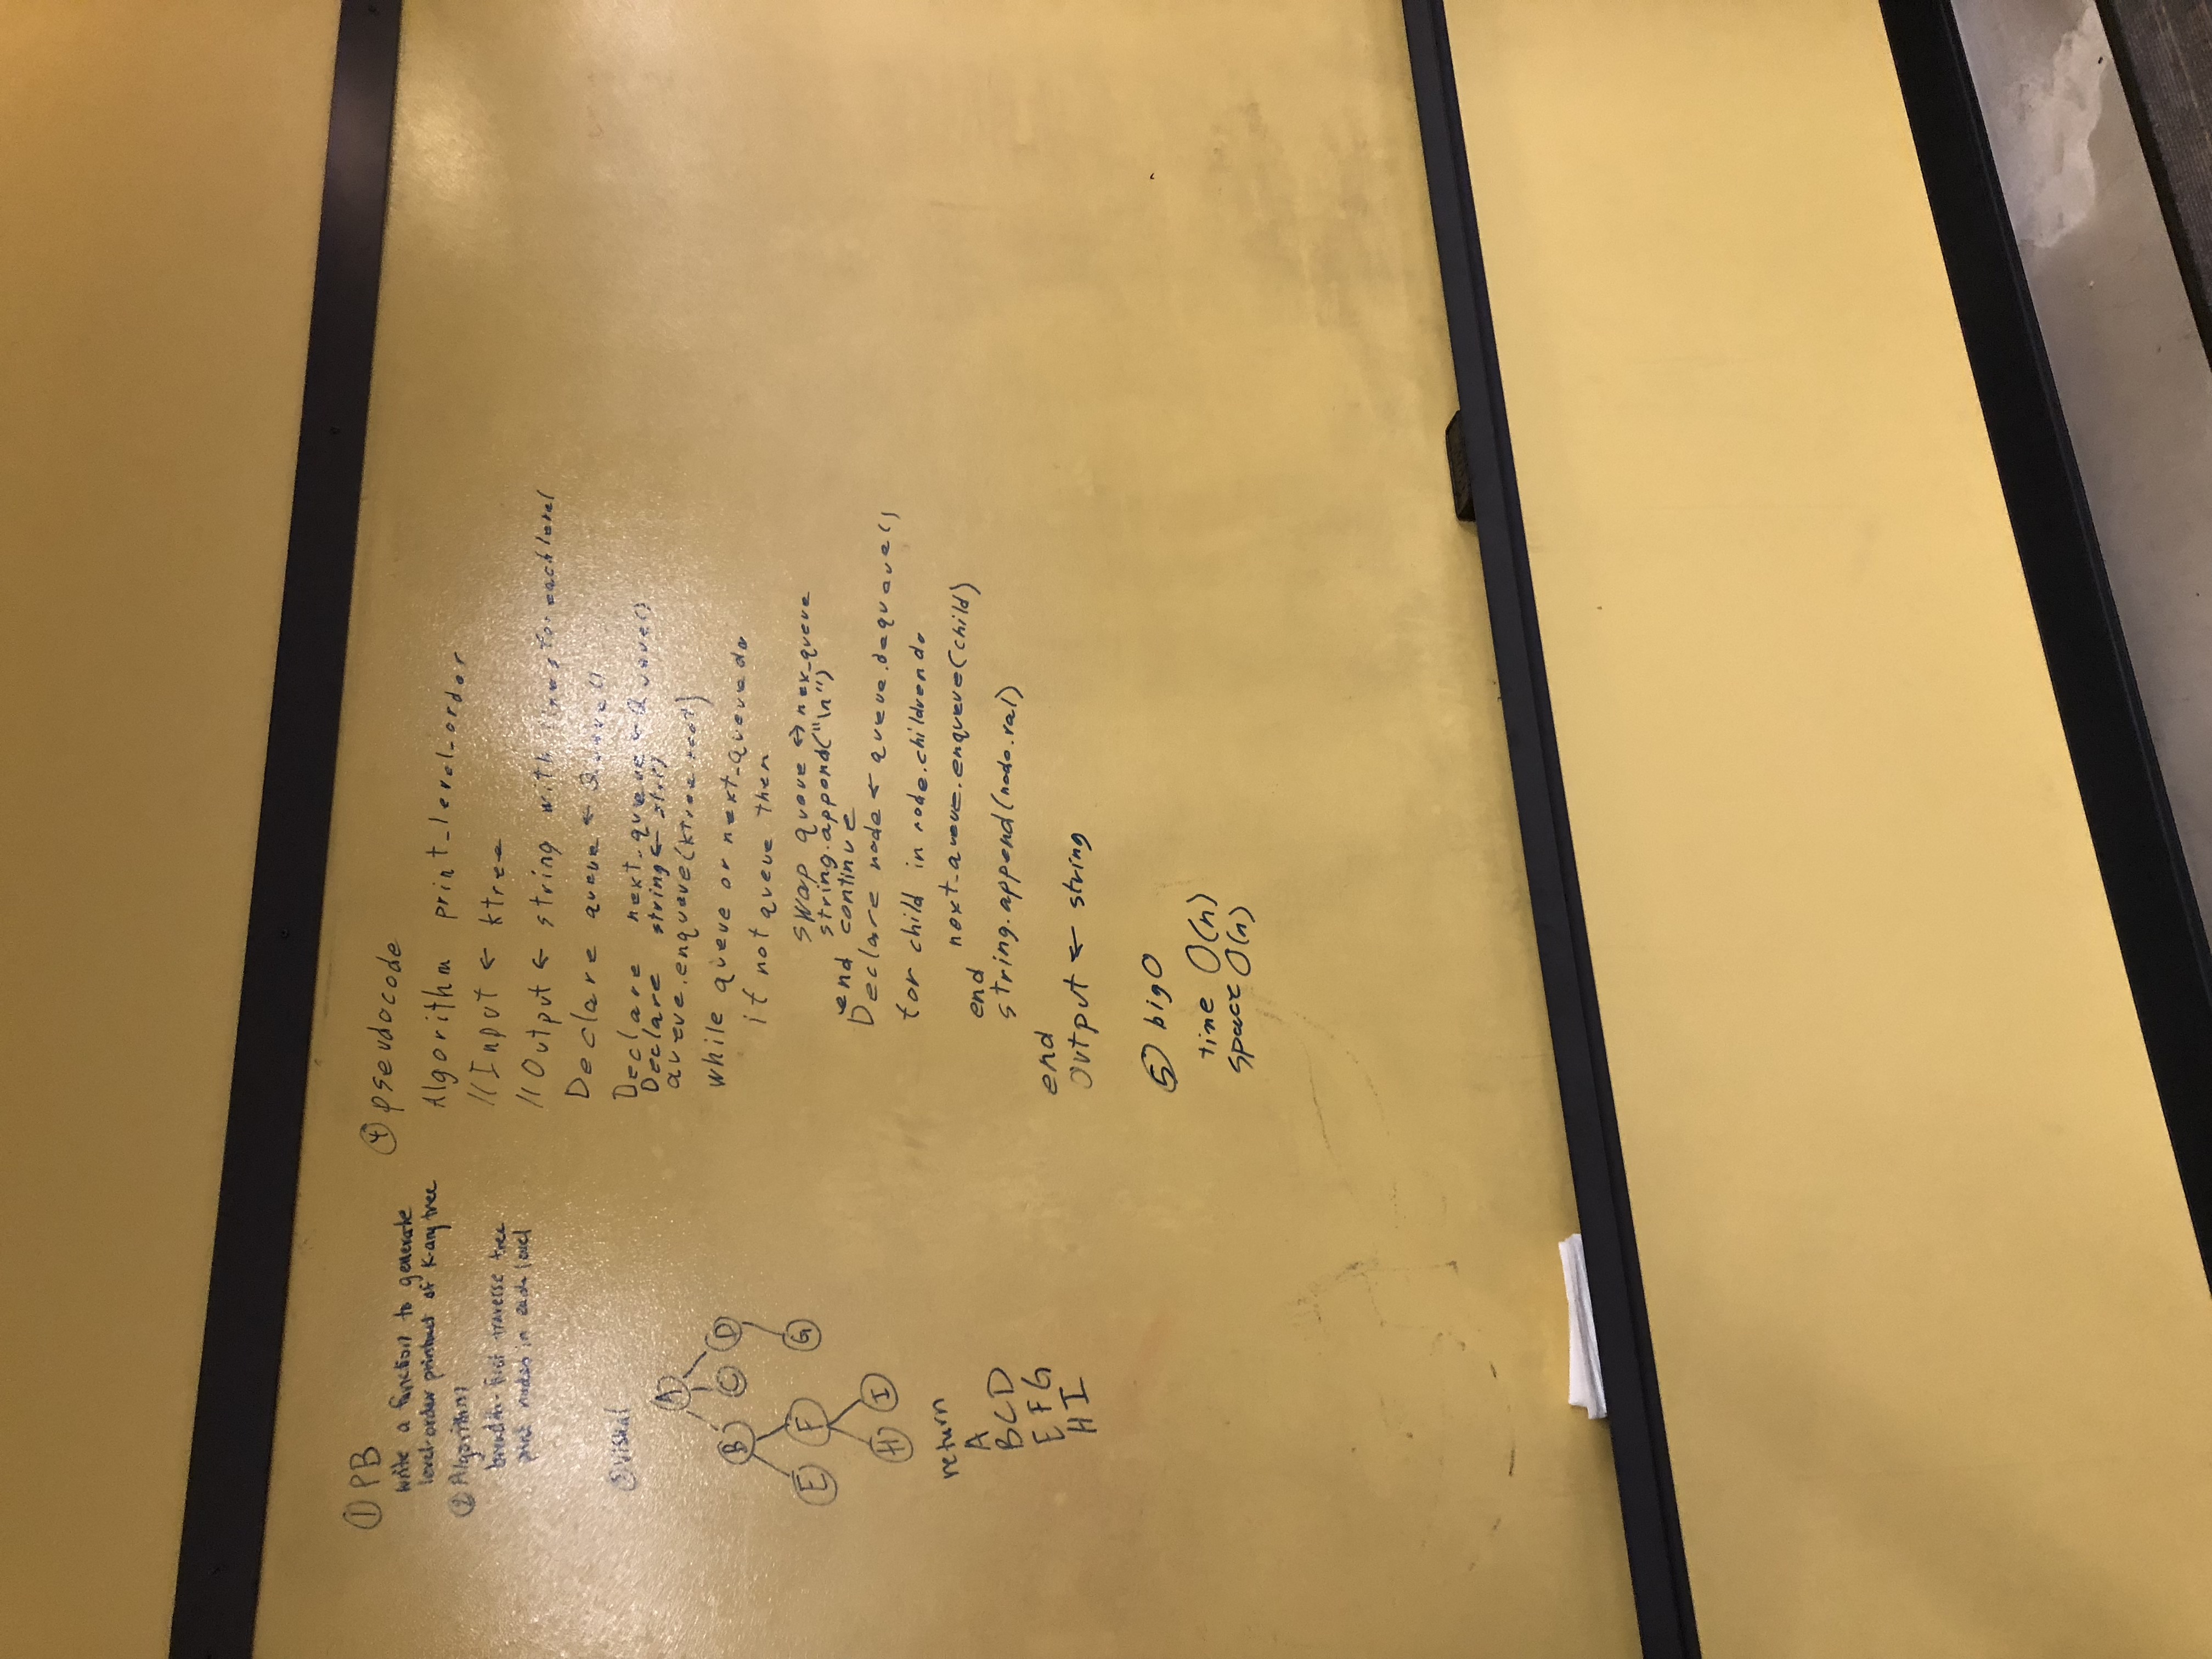 ① PB
write a function to generate
level-order printout of K-ary tree
② Algorithm
breadth-first traverse tree
print nodes in each level
③ visual
A
B C D
E F G
H I
return
A
BCD
EFG
HI
④ pseudocode
Algorithm print_level_order
//Input ← ktree
//Output ← string with lines for each level
Declare queue ← Queue()
Declare next_queue ← Queue()
Declare string ← str()
queue.enqueue(ktree.root)
while queue or next_queue do
if not queue then
swap queue ↔ nex_queue
string.append("\n")
end continue
Declare node ← queue.dequeue()
for child in node.children do
next_queue.enqueue(child)
end
string.append(node.val)
end
Output ← string
⑤ big O
time O(n)
space O(n)